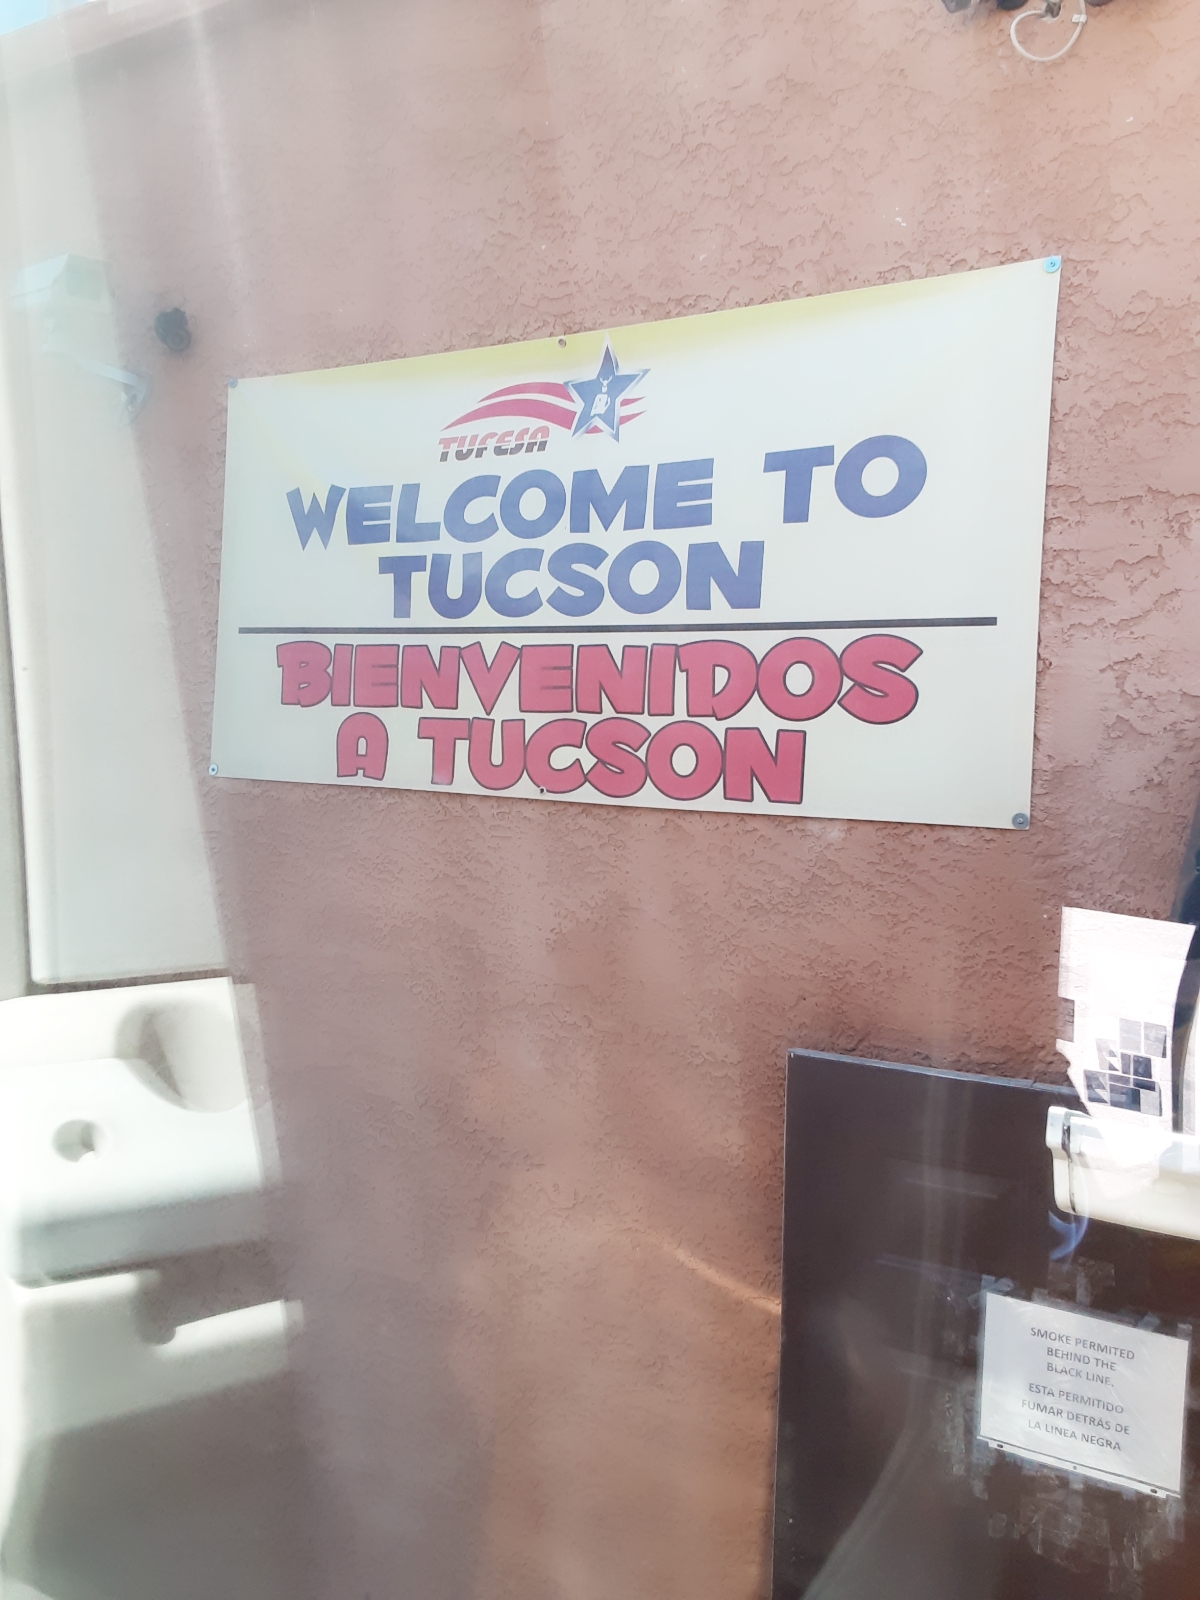 TUFESA
WELCOME TO
TUCSON
BIENVENIDOS
A TUCSON
SMOKE PERMITED
BEHIND THE
BLACK LINE.
ESTA PERMITIDO
FUMAR DETRÁS DE
LA LINEA NEGRA